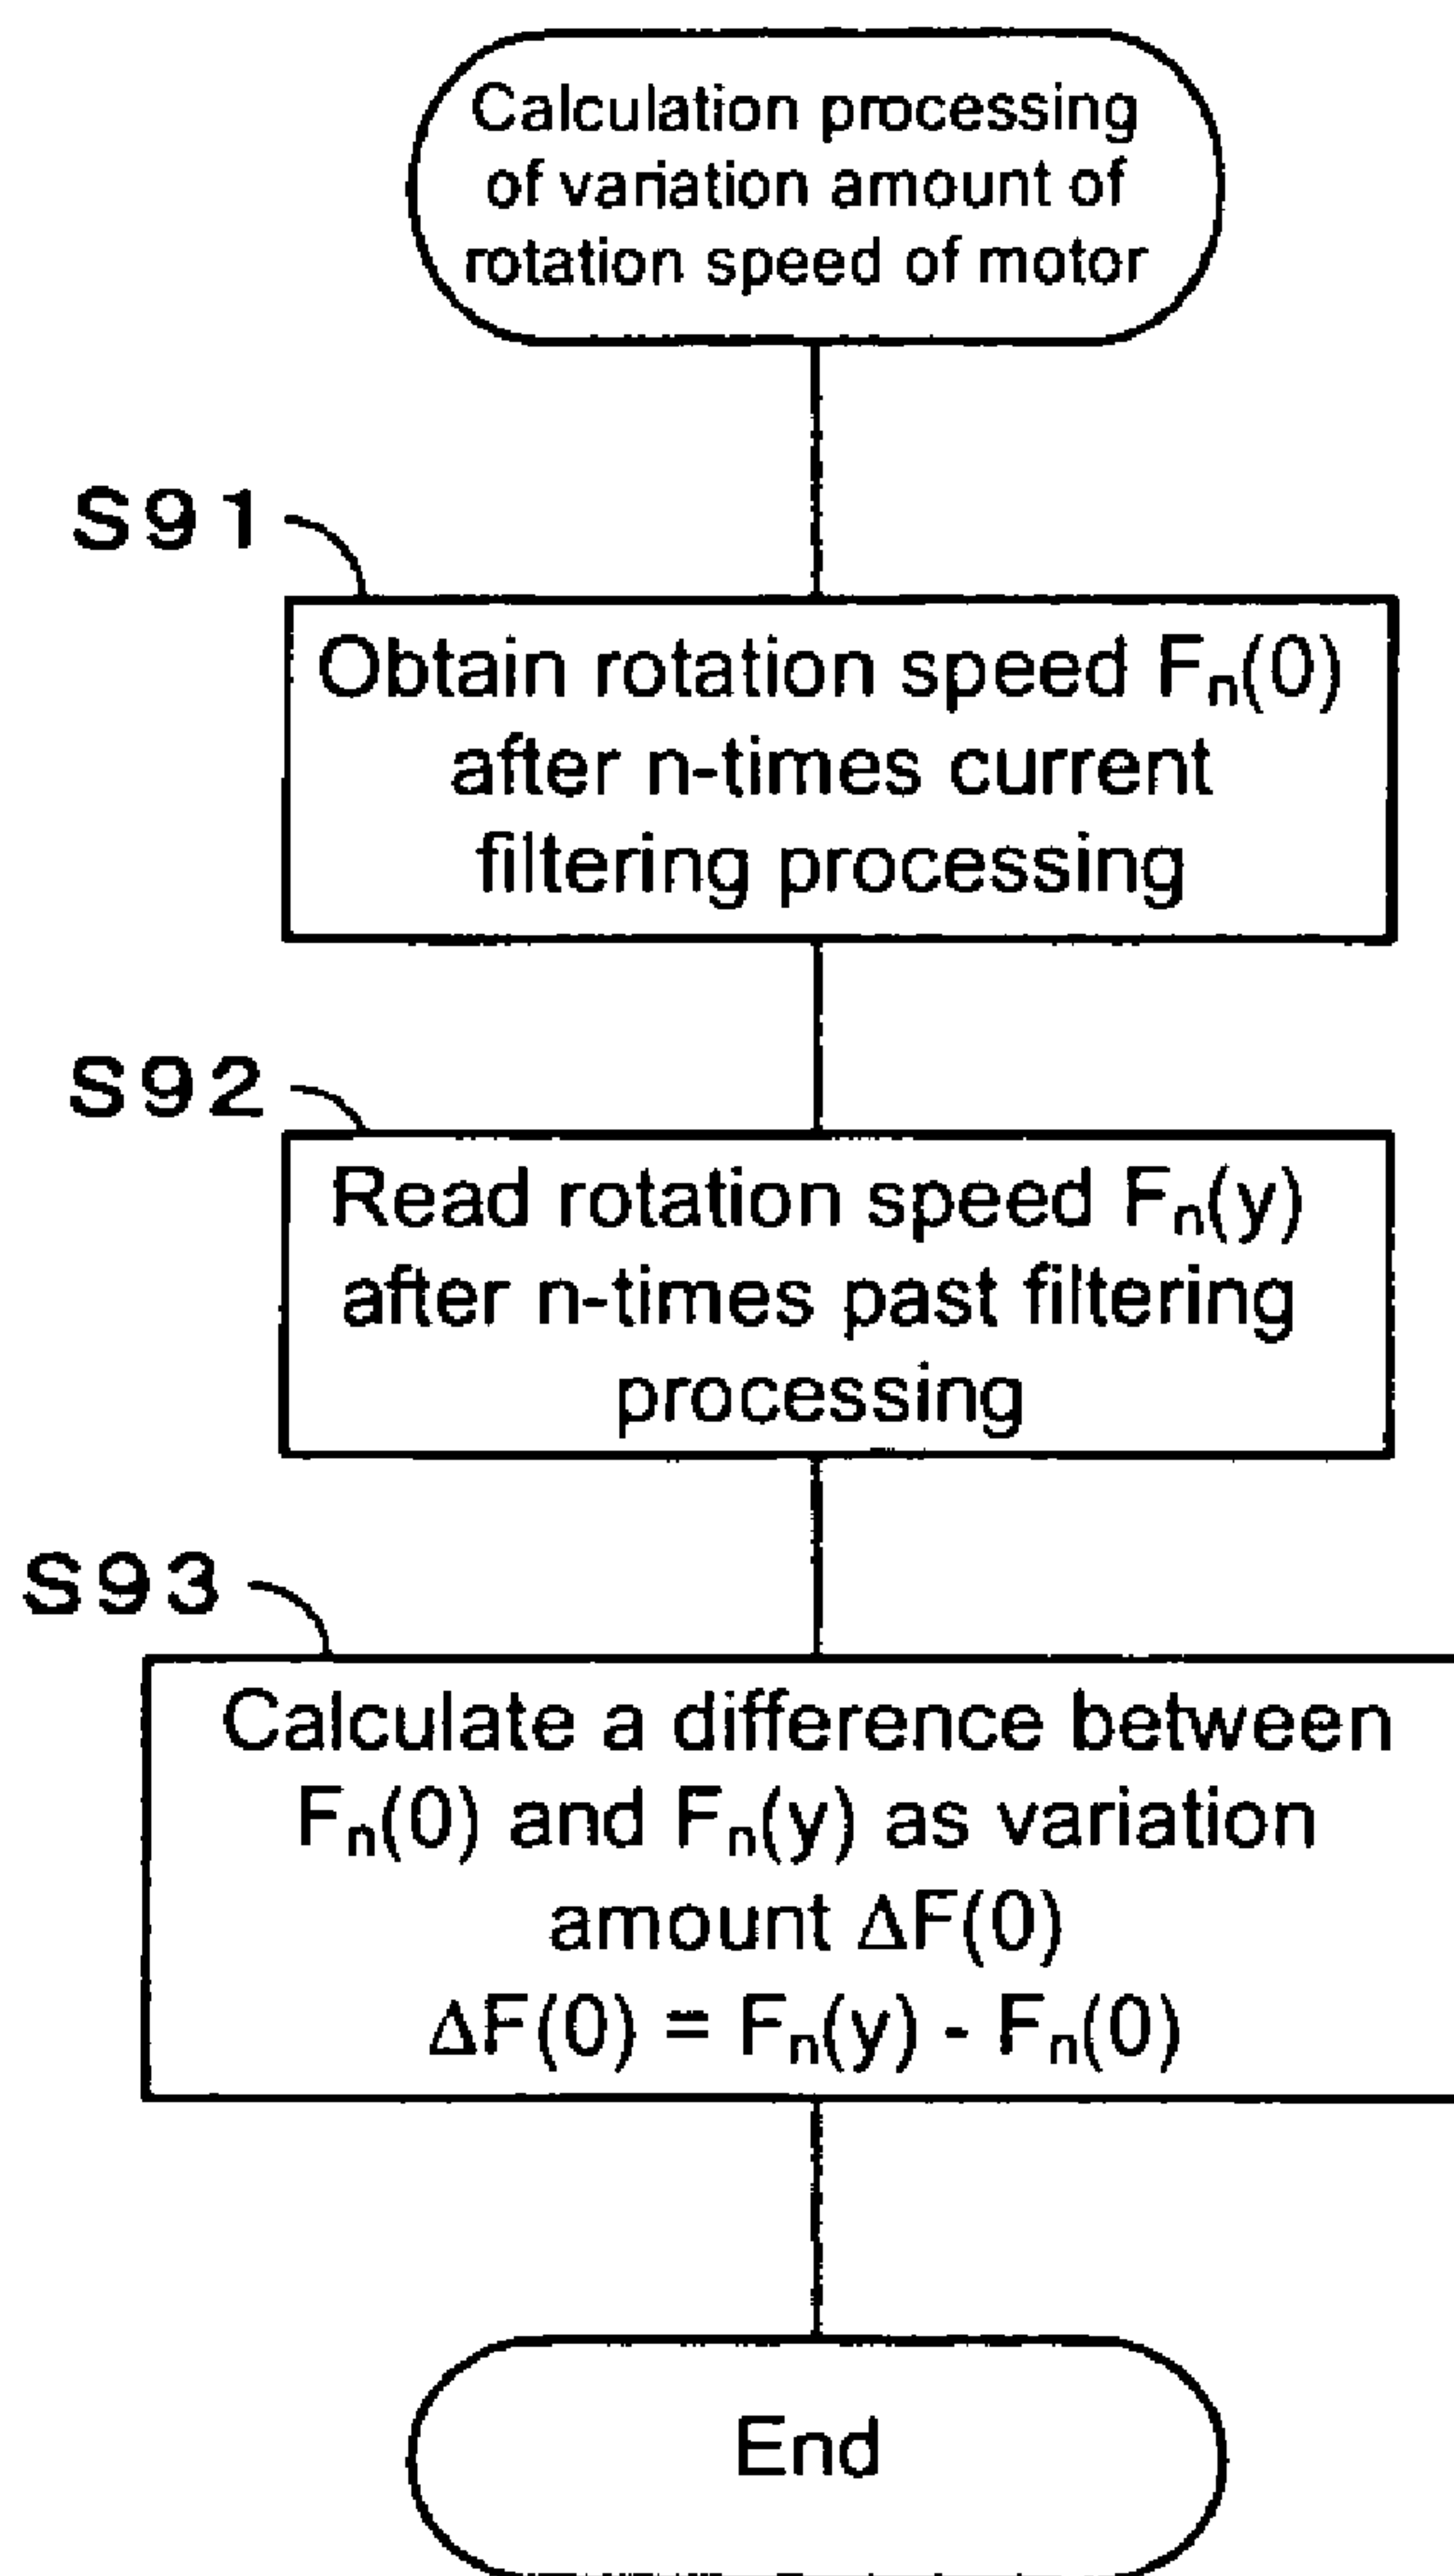 Calculation processing
of variation amount of
rotation speed of motor
S91
Obtain rotation speed Fₙ(0)
after n-times current
filtering processing
S92
Read rotation speed Fₙ(y)
after n-times past filtering
processing
S93
Calculate a difference between
Fₙ(0) and Fₙ(y) as variation
amount ΔF(0)
ΔF(0) = Fₙ(y) - Fₙ(0)
End